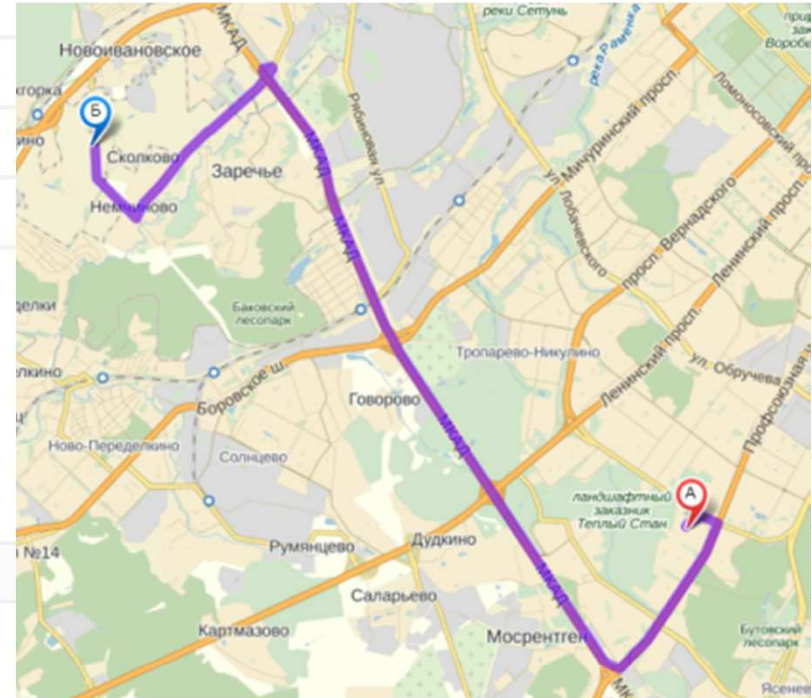 реки Сетунь
МКАД
Новоивановское
река Раменка
Б
Сколково
МКАД
Рябиновая ул.
Мичуринский просп.
Ломоносовский
Заречье
ул. Лобачевского
Немчиново
МКАД
просп. Вернадского
Ленинский просп.
Баковский
лесопарк
Тропарево-Никулино
Ленинский просп.
ул. Обручева
Боровское ш.
Говорово
Профсоюзная
МКАД
Ново-Переделкино
Солнцево
А
ландшафтный
заказник
Теплый Стан
Румянцево
Дудкино
№14
МКАД
Саларьево
Картмазово
Мосрентген
Бутовский
лесопарк